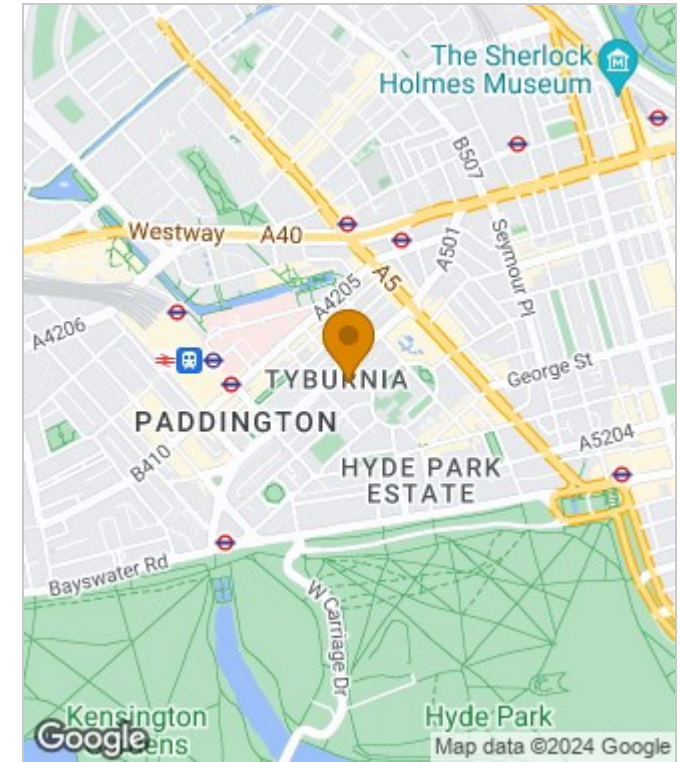 The Sherlock
Holmes Museum
B507
Westway
A40
A501
Seymour Pl
A5
A4205
A4206
George St
TYBURNIA
PADDINGTON
A5204
B410
HYDE PARK
ESTATE
Bayswater Rd
W Carriage Dr
Kensington
Gardens
Hyde Park
Google
Map data ©2024 Google